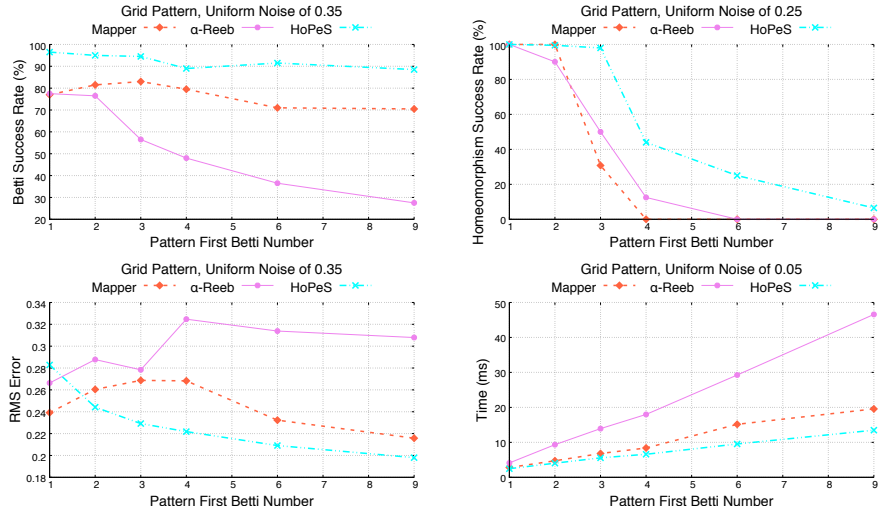 Grid Pattern, Uniform Noise of 0.35
Mapper α-Reeb HoPeS
Betti Success Rate (%)
100
90
80
70
60
50
40
30
20
1 2 3 4 5 6 7 8 9
Pattern First Betti Number
Grid Pattern, Uniform Noise of 0.25
Mapper α-Reeb HoPeS
Homeomorphism Success Rate (%)
100
80
60
40
20
0
1 2 3 4 5 6 7 8 9
Pattern First Betti Number
Grid Pattern, Uniform Noise of 0.35
Mapper α-Reeb HoPeS
RMS Error
0.34
0.32
0.3
0.28
0.26
0.24
0.22
0.2
0.18
1 2 3 4 5 6 7 8 9
Pattern First Betti Number
Grid Pattern, Uniform Noise of 0.05
Mapper α-Reeb HoPeS
Time (ms)
50
40
30
20
10
0
1 2 3 4 5 6 7 8 9
Pattern First Betti Number